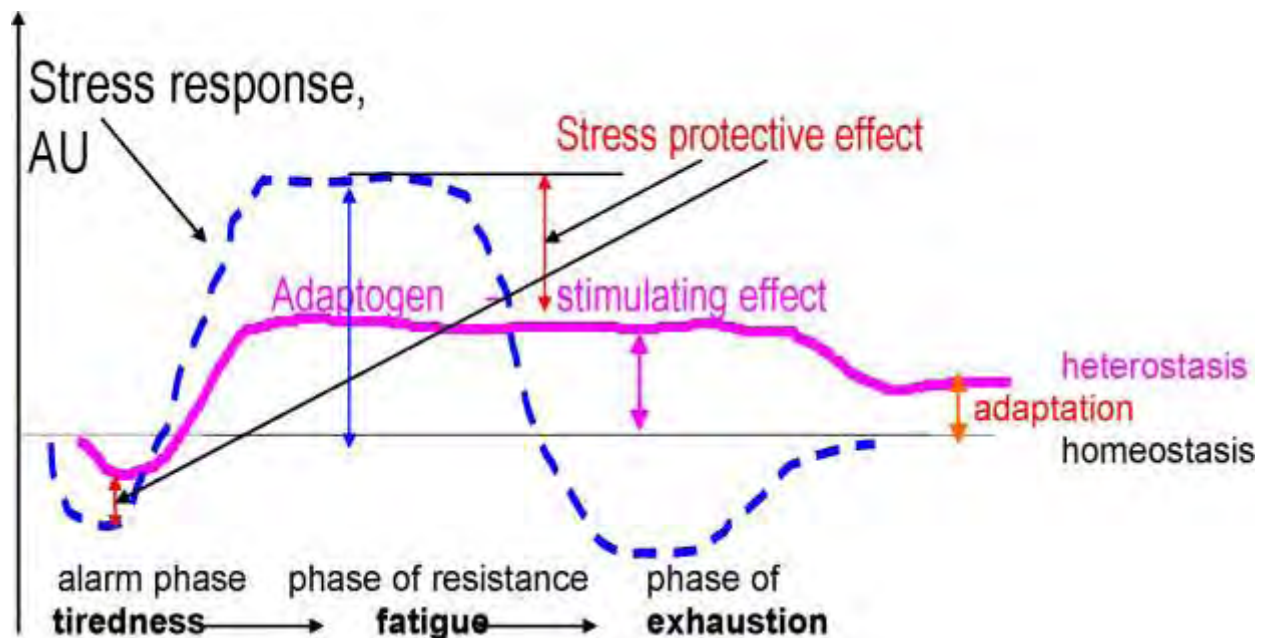 Stress response,
AU
Stress protective effect
Adaptogen - stimulating effect
heterostasis
adaptation
homeostasis
alarm phase phase of resistance phase of
tiredness fatigue exhaustion